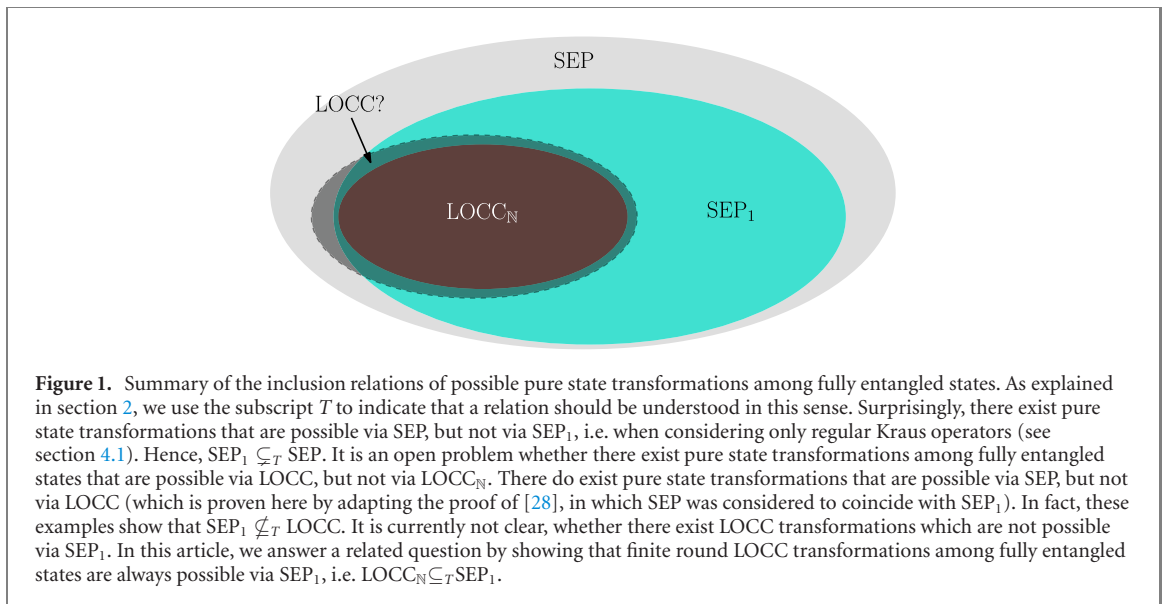 SEP
LOCC?
LOCCℕ
SEP₁
Figure 1. Summary of the inclusion relations of possible pure state transformations among fully entangled states. As explained
in section 2, we use the subscript T to indicate that a relation should be understood in this sense. Surprisingly, there exist pure
state transformations that are possible via SEP, but not via SEP₁, i.e. when considering only regular Kraus operators (see
section 4.1). Hence, SEP₁ ⊊_T SEP. It is an open problem whether there exist pure state transformations among fully entangled
states that are possible via LOCC, but not via LOCCℕ. There do exist pure state transformations that are possible via SEP, but not
via LOCC (which is proven here by adapting the proof of [28], in which SEP was considered to coincide with SEP₁). In fact, these
examples show that SEP₁ ⊈_T LOCC. It is currently not clear, whether there exist LOCC transformations which are not possible
via SEP₁. In this article, we answer a related question by showing that finite round LOCC transformations among fully entangled
states are always possible via SEP₁, i.e. LOCCℕ⊆_TSEP₁.